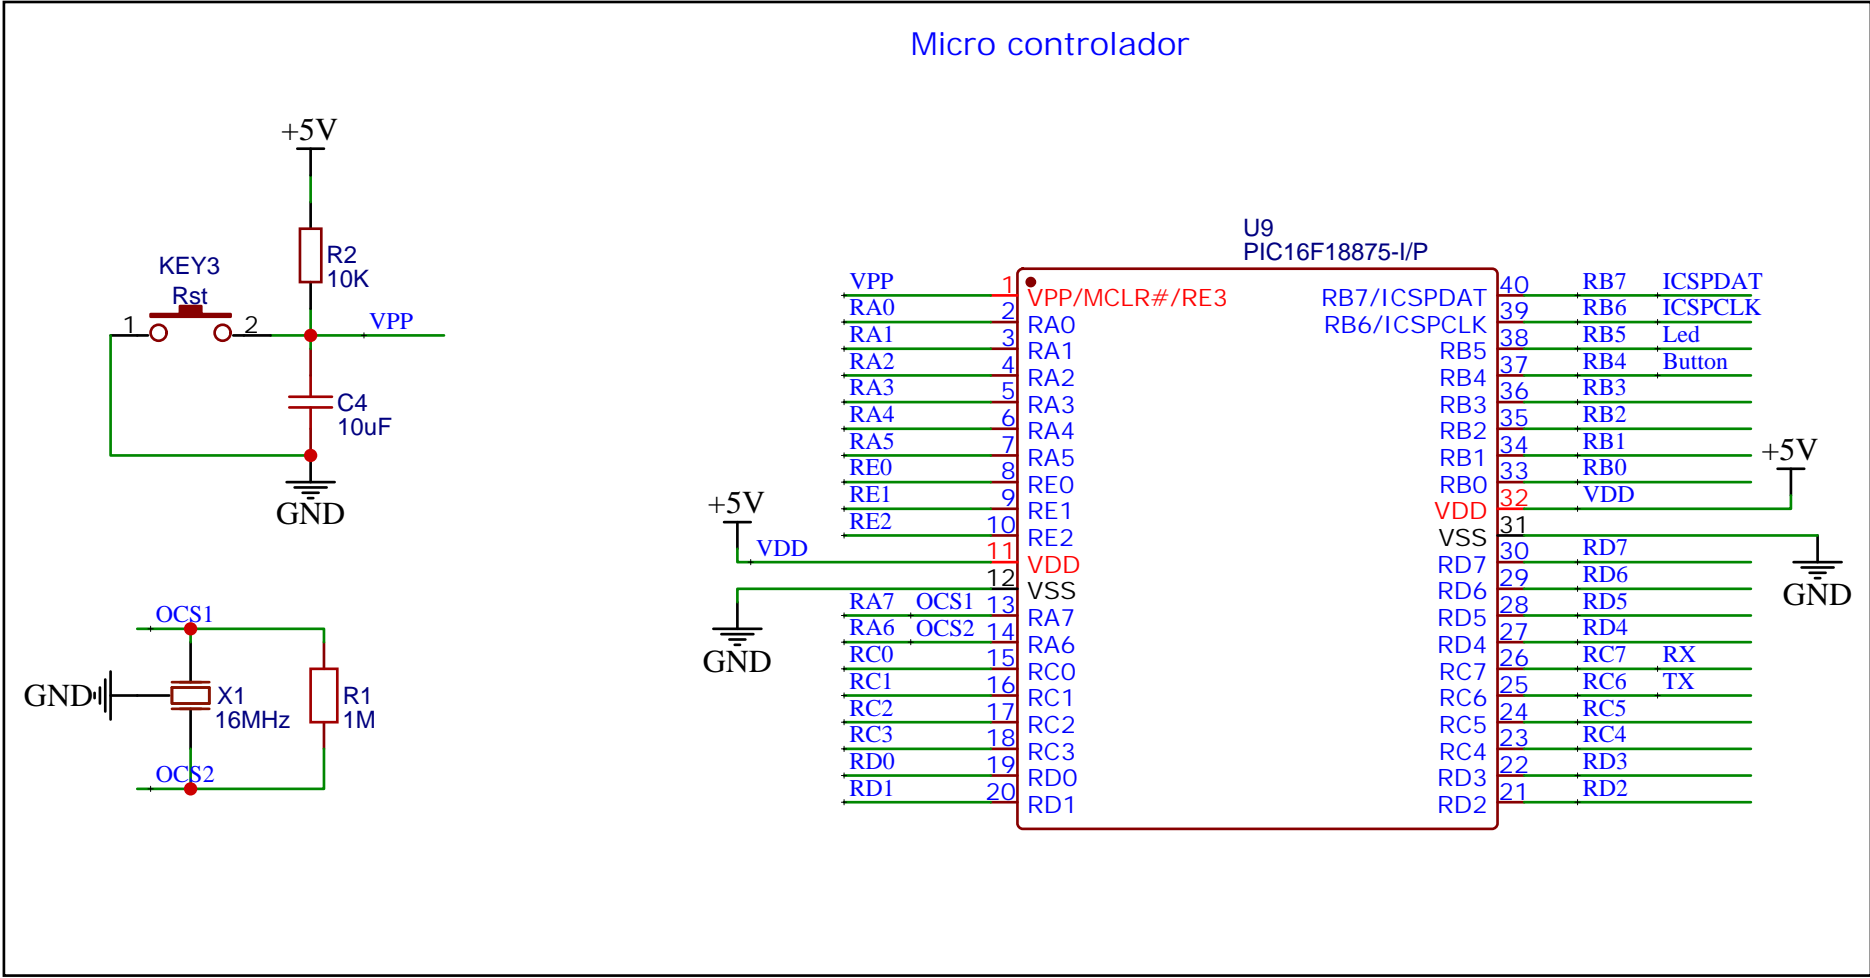 Micro controlador
+5V
R2
10K
KEY3
Rst
1
2
VPP
C4
10uF
GND
OCS1
GND
X1
16MHz
R1
1M
OCS2
U9
PIC16F18875-I/P
VPP 1 VPP/MCLR#/RE3
RA0 2 RA0
RA1 3 RA1
RA2 4 RA2
RA3 5 RA3
RA4 6 RA4
RA5 7 RA5
RE0 8 RE0
RE1 9 RE1
RE2 10 RE2
+5V
VDD 11 VDD
12 VSS
GND
RA7 OCS1 13 RA7
RA6 OCS2 14 RA6
RC0 15 RC0
RC1 16 RC1
RC2 17 RC2
RC3 18 RC3
RD0 19 RD0
RD1 20 RD1
RB7/ICSPDAT 40 RB7 ICSPDAT
RB6/ICSPCLK 39 RB6 ICSPCLK
RB5 38 RB5 Led
RB4 37 RB4 Button
RB3 36 RB3
RB2 35 RB2
RB1 34 RB1
RB0 33 RB0
+5V
VDD 32 VDD
VSS 31
GND
RD7 30 RD7
RD6 29 RD6
RD5 28 RD5
RD4 27 RD4
RC7 26 RC7 RX
RC6 25 RC6 TX
RC5 24 RC5
RC4 23 RC4
RD3 22 RD3
RD2 21 RD2